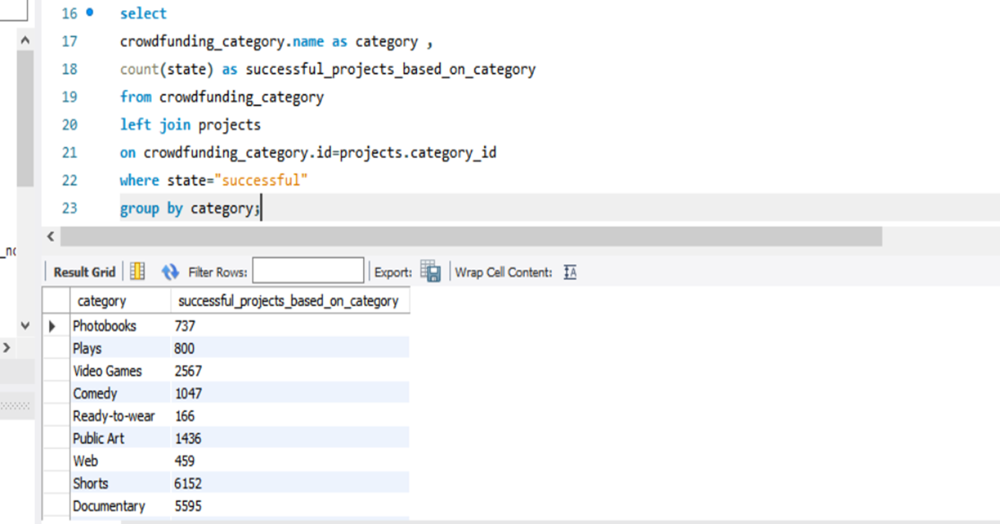 16 select
17 crowdfunding_category.name as category ,
18 count(state) as successful_projects_based_on_category
19 from crowdfunding_category
20 left join projects
21 on crowdfunding_category.id=projects.category_id
22 where state="successful"
23 group by category;
Result Grid Filter Rows: Export: Wrap Cell Content: IA
category successful_projects_based_on_category
Photobooks 737
Plays 800
Video Games 2567
Comedy 1047
Ready-to-wear 166
Public Art 1436
Web 459
Shorts 6152
Documentary 5595